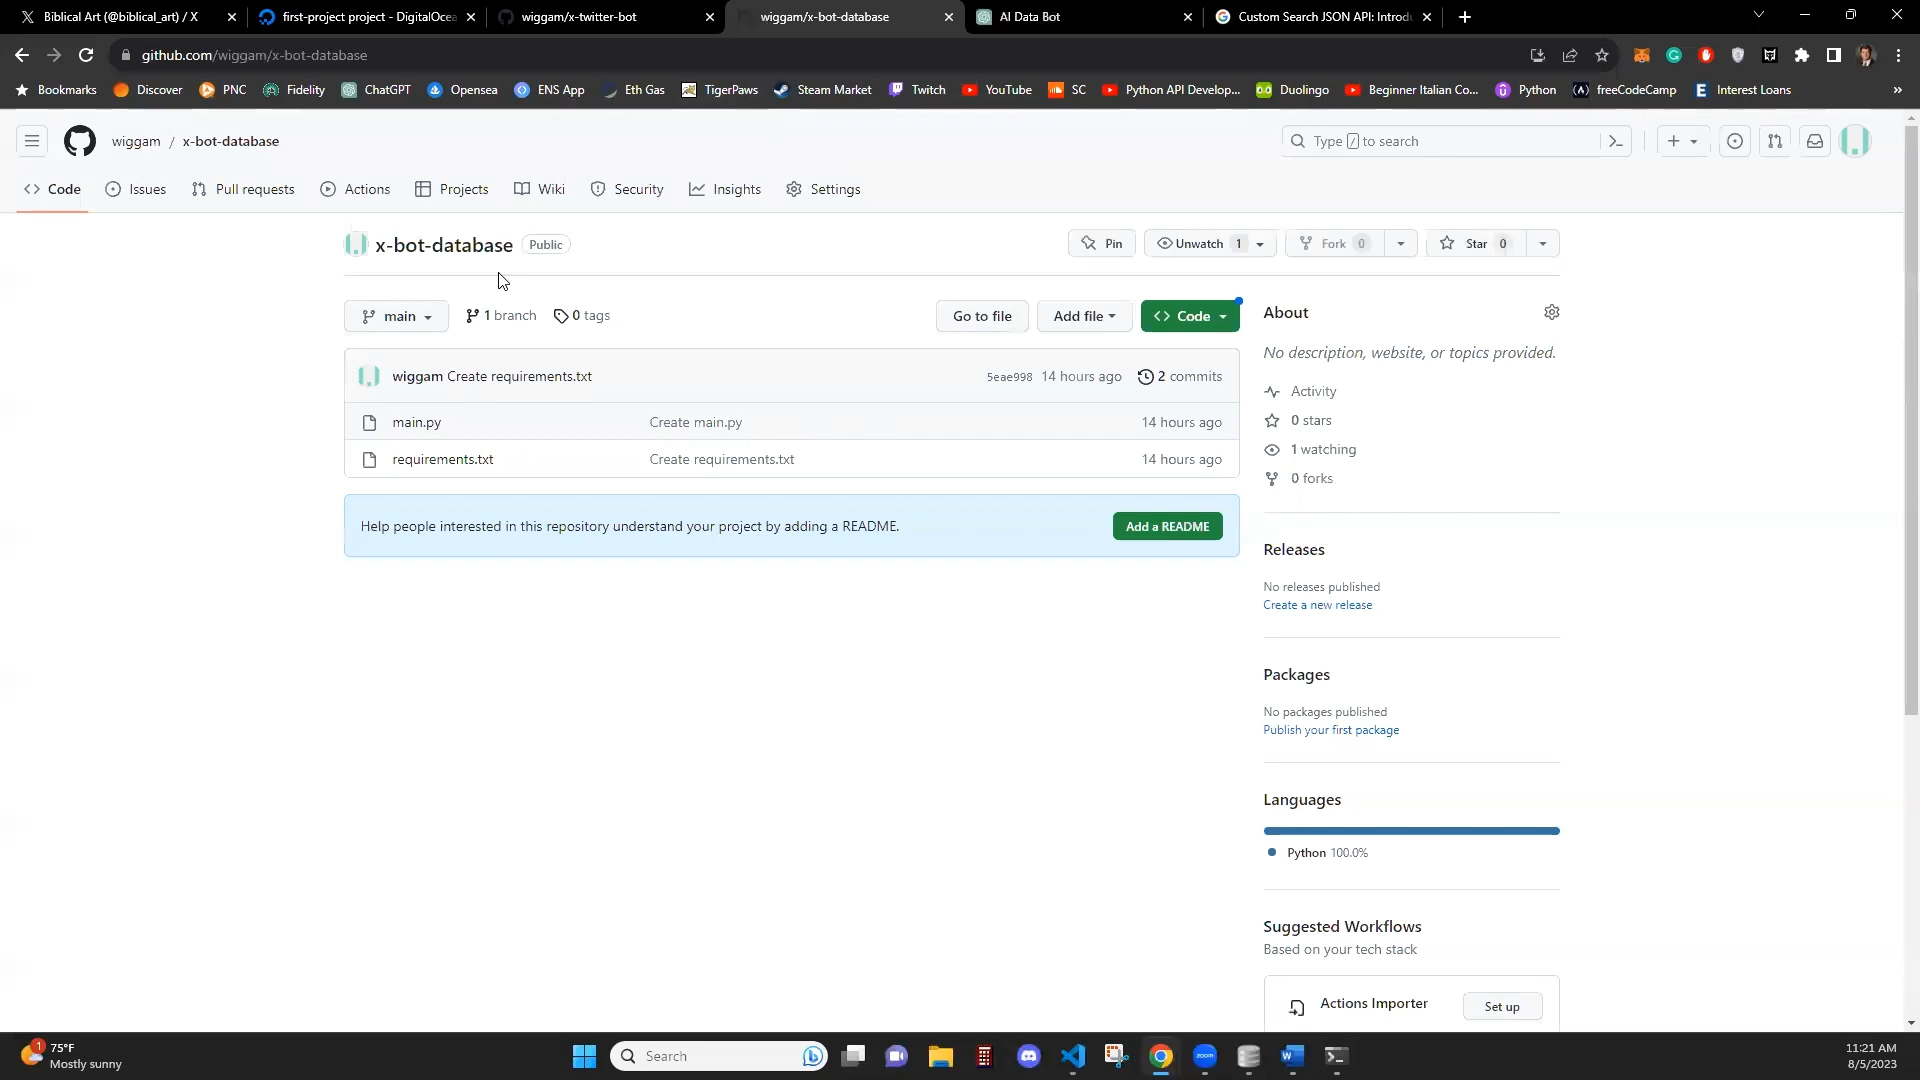 Biblical Art (@biblical_art) / X
first-project project - DigitalOcea
wiggam/x-twitter-bot
wiggam/x-bot-database
AI Data Bot
Custom Search JSON API: Introdu
github.com/wiggam/x-bot-database
Bookmarks Discover PNC Fidelity ChatGPT Opensea ENS App Eth Gas TigerPaws Steam Market Twitch YouTube SC Python API Develop... Duolingo Beginner Italian Co... Python freeCodeCamp Interest Loans »
wiggam / x-bot-database
Type / to search
Code Issues Pull requests Actions Projects Wiki Security Insights Settings
x-bot-database Public
Pin Unwatch 1 Fork 0 Star 0
main 1 branch 0 tags Go to file Add file Code
wiggam Create requirements.txt 5eae998 14 hours ago 2 commits
main.py Create main.py 14 hours ago
requirements.txt Create requirements.txt 14 hours ago
Help people interested in this repository understand your project by adding a README. Add a README
About
No description, website, or topics provided.
Activity
0 stars
1 watching
0 forks
Releases
No releases published
Create a new release
Packages
No packages published
Publish your first package
Languages
Python 100.0%
Suggested Workflows
Based on your tech stack
Actions Importer Set up
1
75°F
Mostly sunny
Search
zoom
11:21 AM
8/5/2023